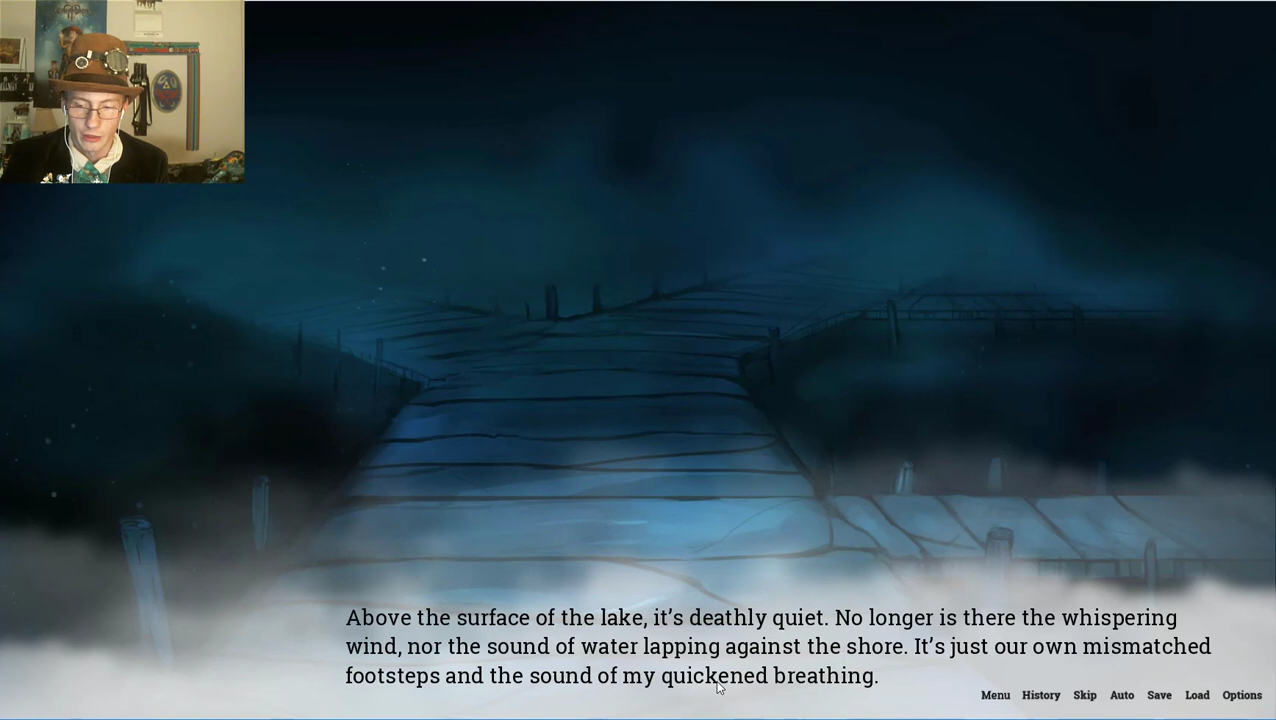 Above the surface of the lake, it’s deathly quiet. No longer is there the whispering
wind, nor the sound of water lapping against the shore. It’s just our own mismatched
footsteps and the sound of my quickened breathing.
Menu History Skip Auto Save Load Options